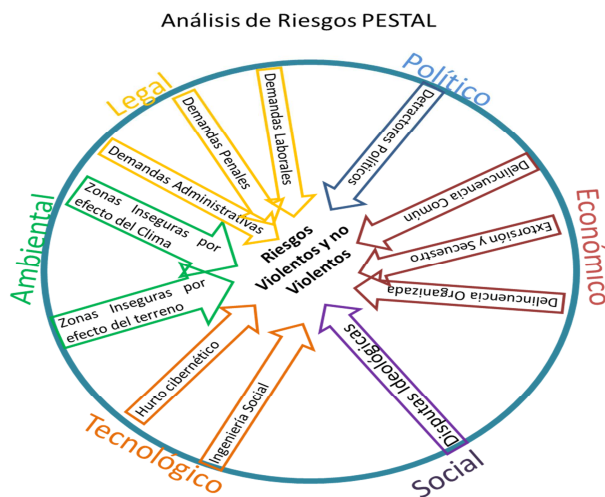 Análisis de Riesgos PESTAL
Político
Detractores Políticos
Económico
Delincuencia Común
Extorsión y Secuestro
Delincuencia Organizada
Social
Disputas Ideológicas
Tecnológico
Ingeniería Social
Hurto cibernético
Ambiental
Zonas Inseguras por
efecto del terreno
Zonas Inseguras por
efecto del Clima
Legal
Demandas Administrativas
Demandas Penales
Demandas Laborales
Riesgos
Violentos y no
Violentos